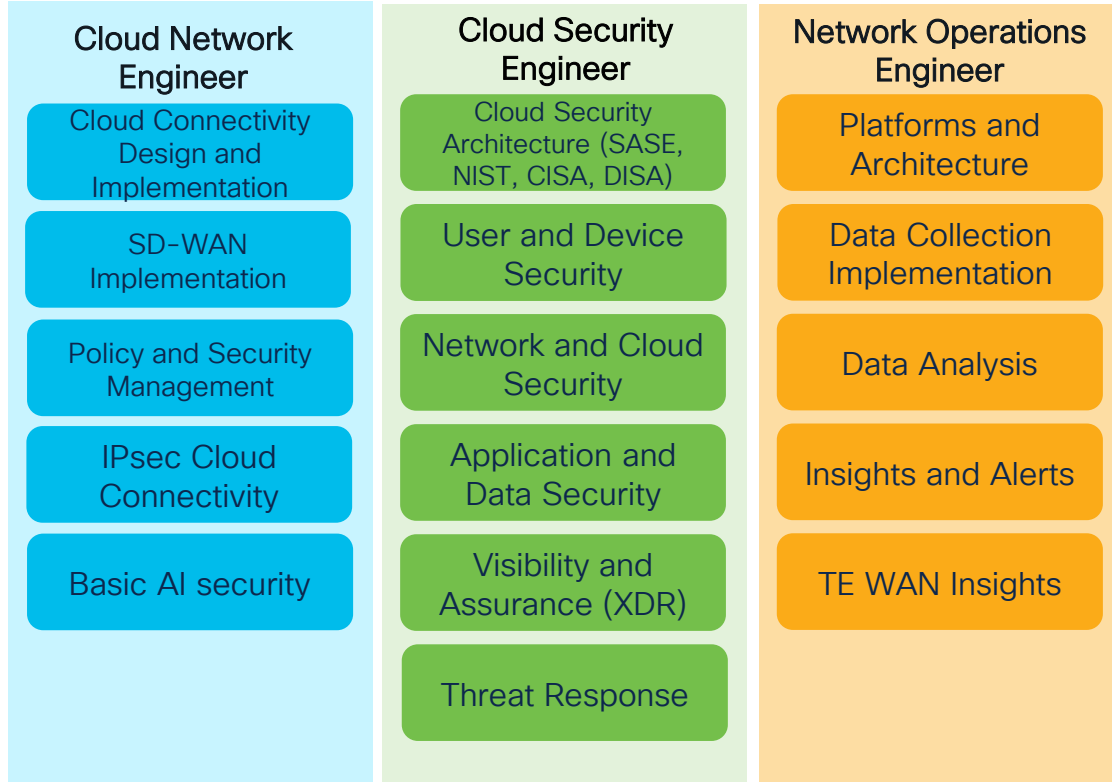 Cloud Network
Engineer
Cloud Connectivity
Design and
Implementation
SD-WAN
Implementation
Policy and Security
Management
IPsec Cloud
Connectivity
Basic AI security
Cloud Security
Engineer
Cloud Security
Architecture (SASE,
NIST, CISA, DISA)
User and Device
Security
Network and Cloud
Security
Application and
Data Security
Visibility and
Assurance (XDR)
Threat Response
Network Operations
Engineer
Platforms and
Architecture
Data Collection
Implementation
Data Analysis
Insights and Alerts
TE WAN Insights